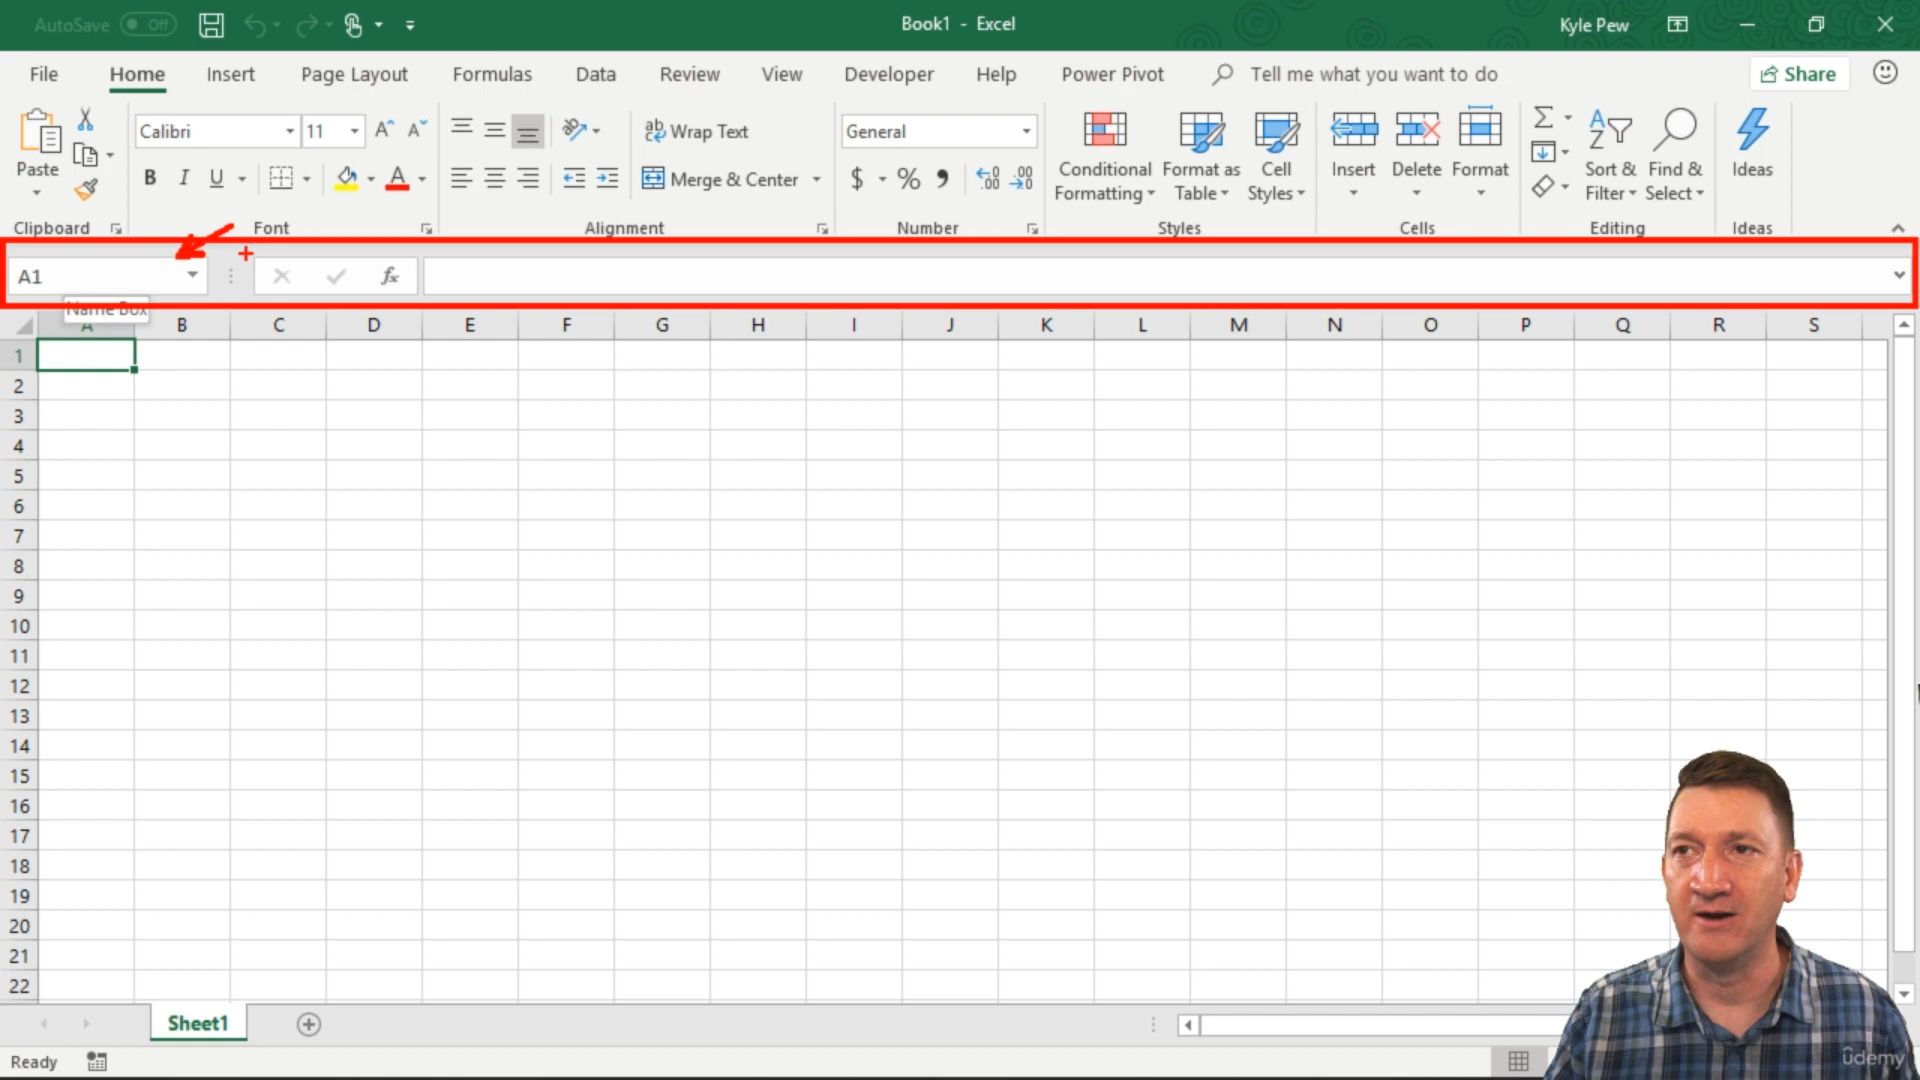 AutoSave Off Book1 - Excel Kyle Pew
File Home Insert Page Layout Formulas Data Review View Developer Help Power Pivot Tell me what you want to do Share
Paste
Calibri 11
B I U
Wrap Text
Merge & Center
General
$ % ,
Conditional Formatting
Format as Table
Cell Styles
Insert Delete Format
Sort & Filter
Find & Select
Ideas
Clipboard Font Alignment Number Styles Cells Editing Ideas
A1 fx
Name Box
A B C D E F G H I J K L M N O P Q R S
1
2
3
4
5
6
7
8
9
10
11
12
13
14
15
16
17
18
19
20
21
22
Sheet1
Ready
ûdemy